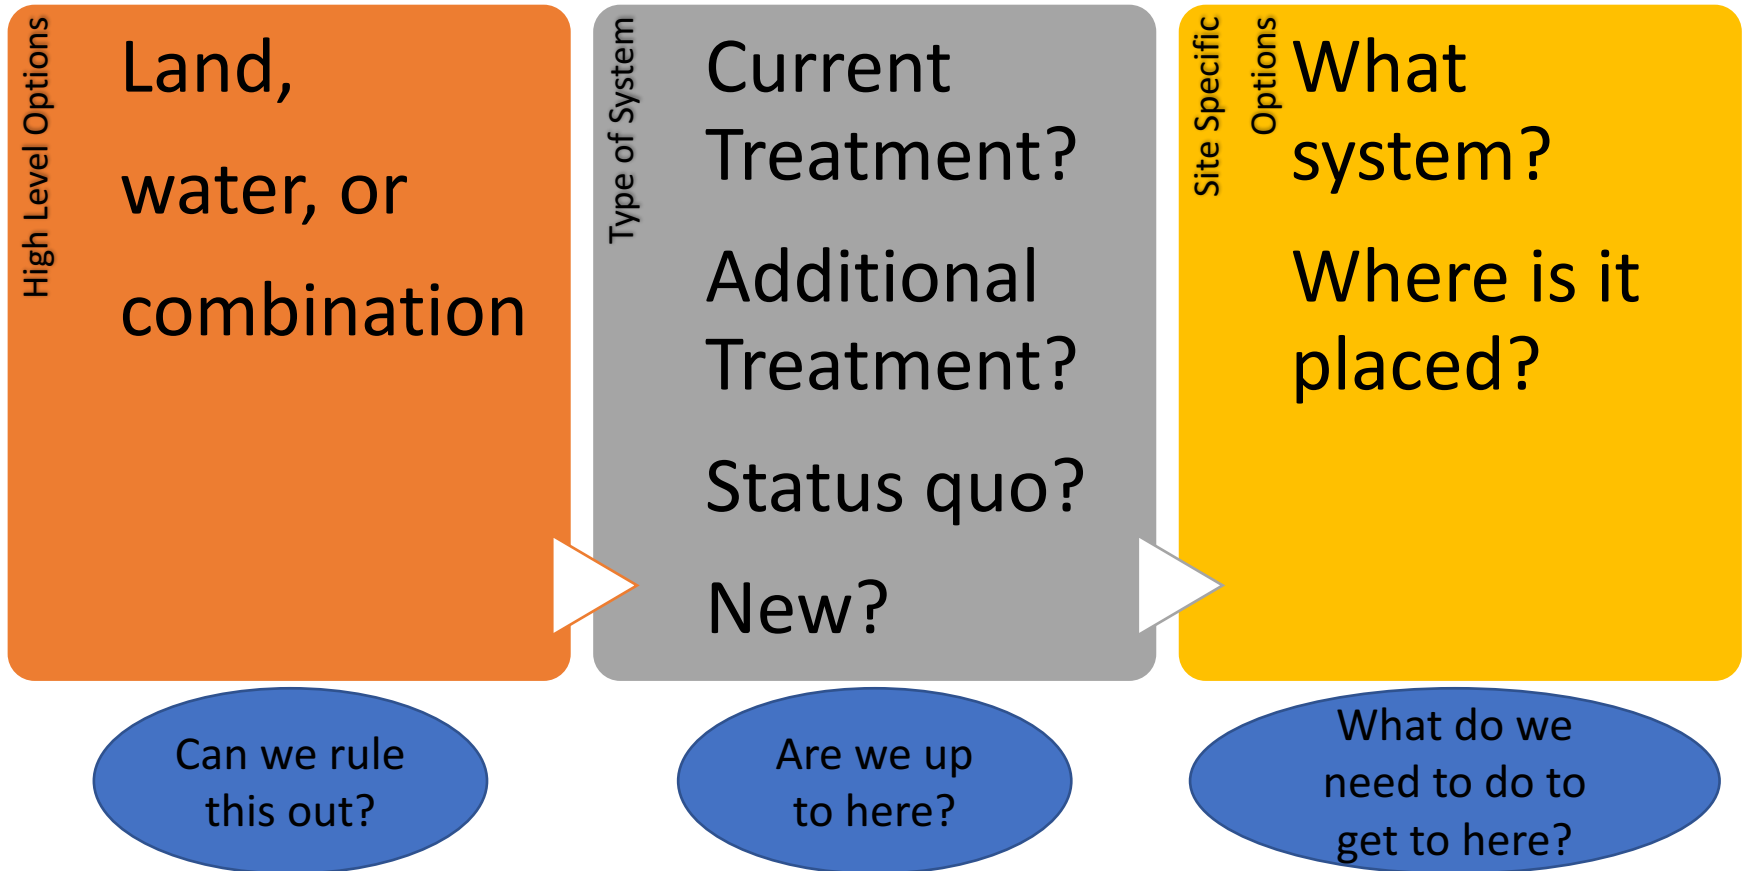 High Level Options
Land,
water, or
combination
Type of System
Current
Treatment?
Additional
Treatment?
Status quo?
New?
Site Specific
Options
What
system?
Where is it
placed?
Can we rule
this out?
Are we up
to here?
What do we
need to do to
get to here?